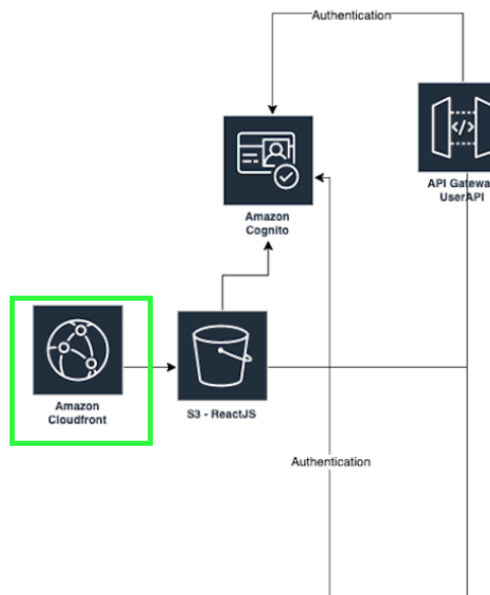 Authentication
API Gatewa
UserAPI
Amazon
Cognito
Amazon
Cloudfront
S3 - ReactJS
Authentication